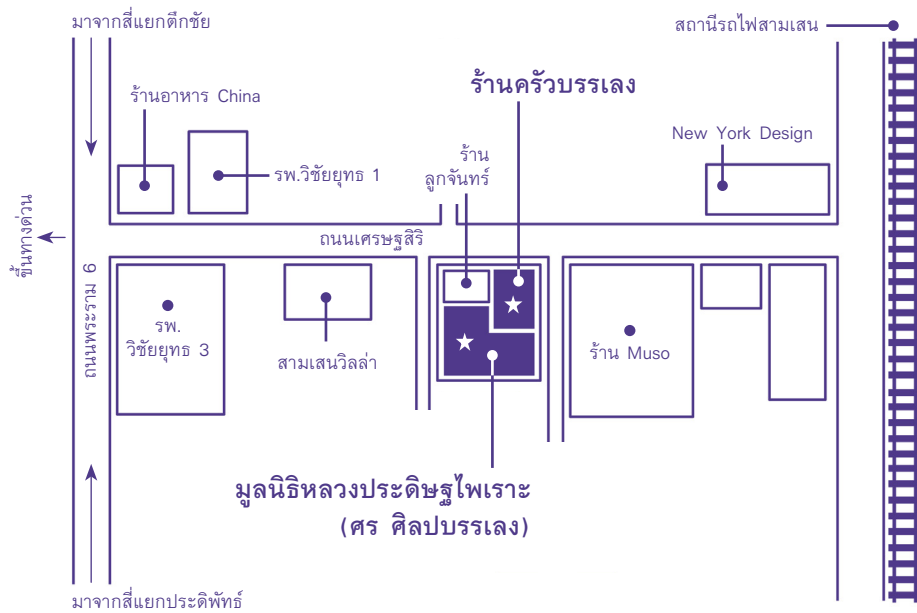 มาจากสี่แยกตึกชัย
สถานีรถไฟสามเสน
ร้านครัวบรรเลง
ร้านอาหาร China
New York Design
ร้าน
ลูกจันทร์
รพ.วิชัยยุทธ 1
ขึ้นทางด่วน
ถนนเศรษฐสิริ
ถนนพระราม 6
รพ.
วิชัยยุทธ 3
สามเสนวิลล่า
ร้าน Muso
มูลนิธิหลวงประดิษฐไพเราะ
(ศร ศิลปบรรเลง)
มาจากสี่แยกประดิพัทธ์